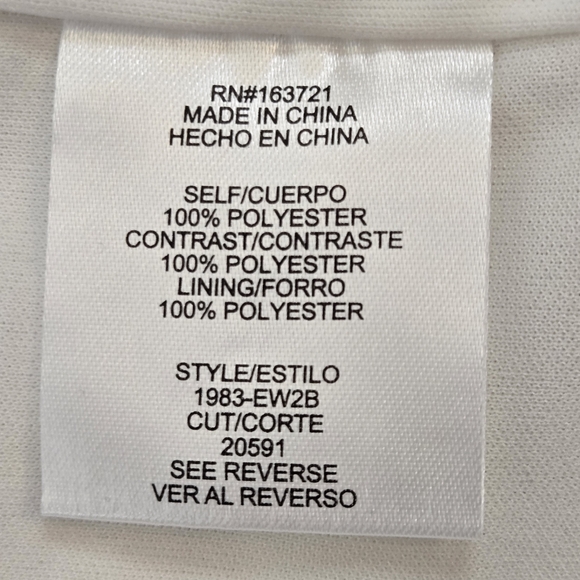 RN#163721
MADE IN CHINA
HECHO EN CHINA
SELF/CUERPO
100% POLYESTER
CONTRAST/CONTRASTE
100% POLYESTER
LINING/FORRO
100% POLYESTER
STYLE/ESTILO
1983-EW2B
CUT/CORTE
20591
SEE REVERSE
VER AL REVERSO